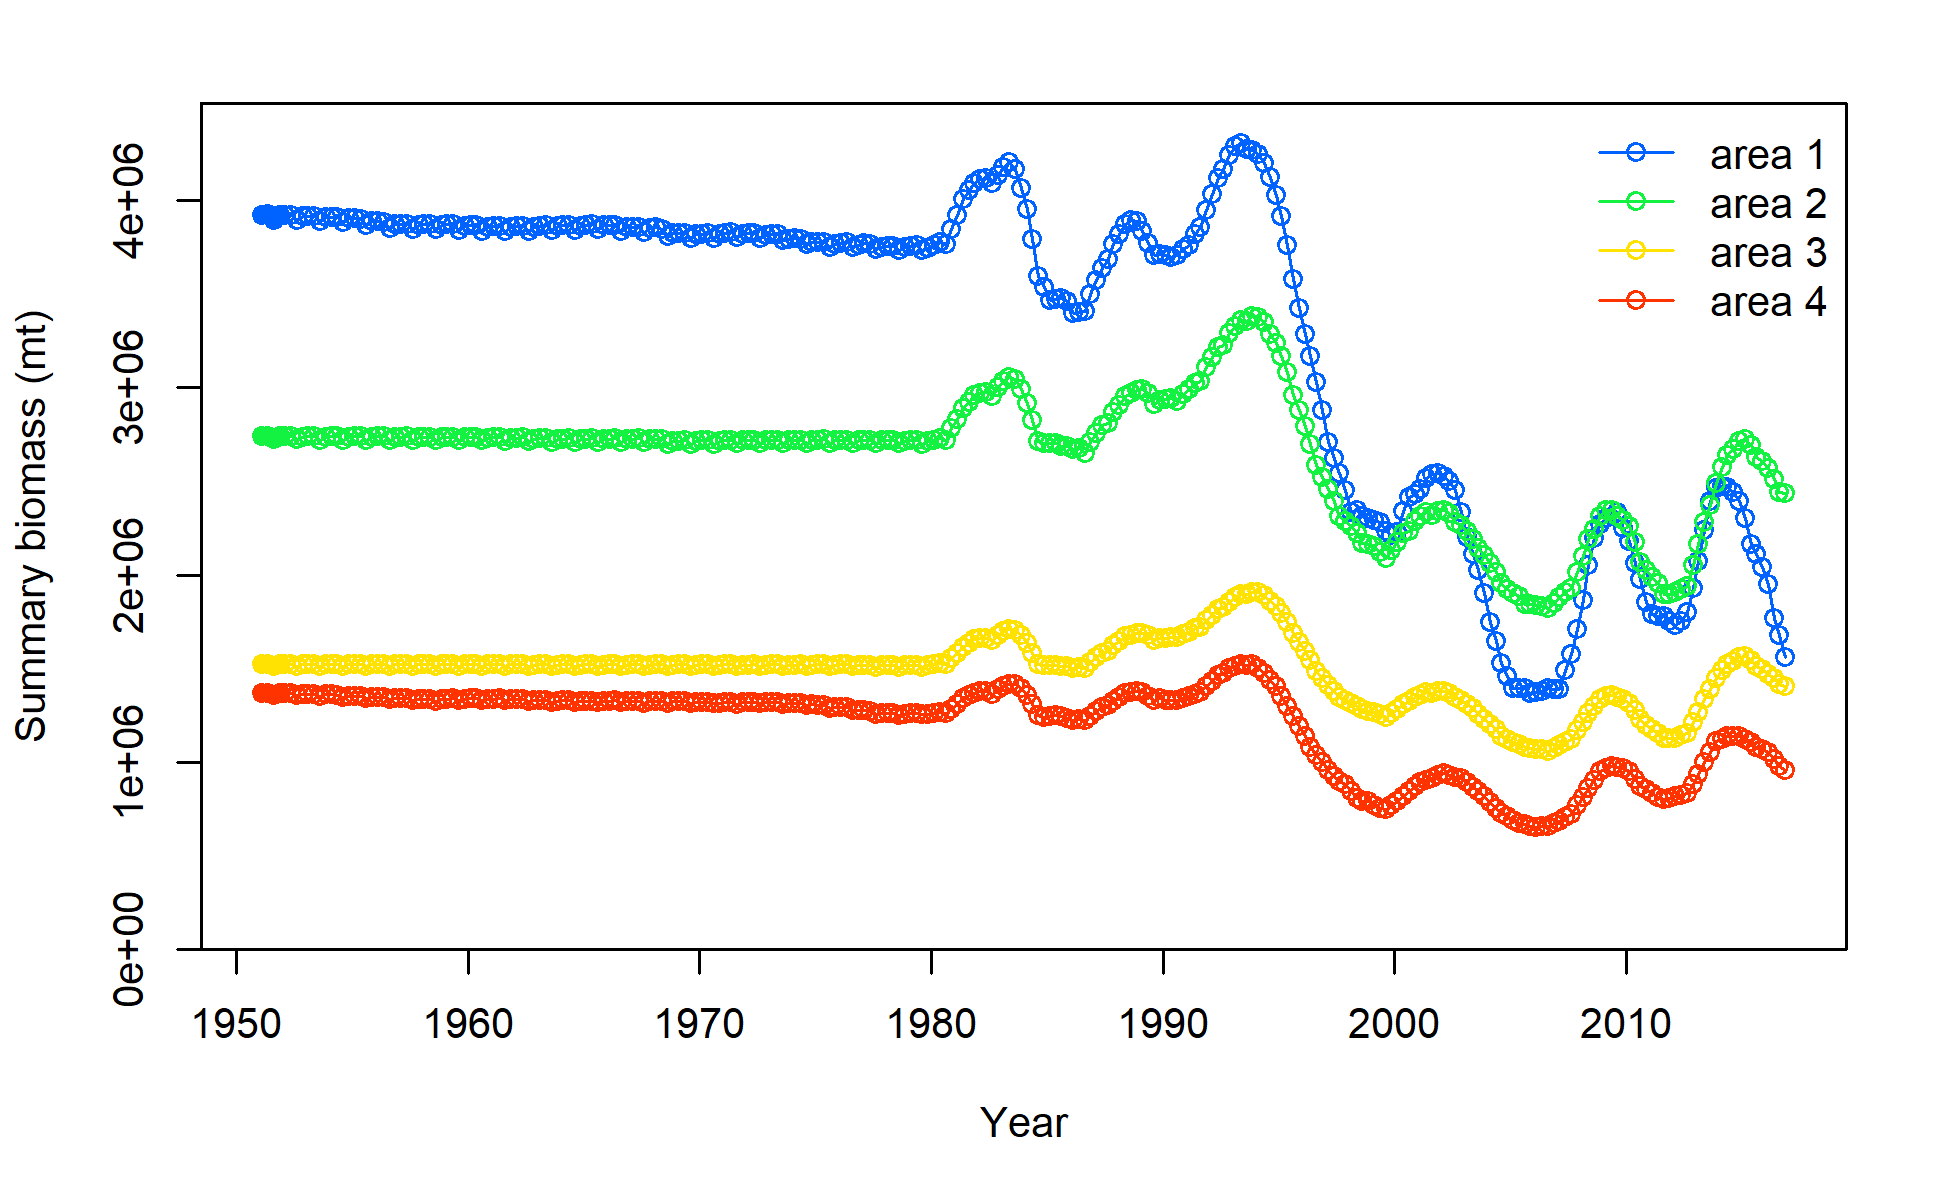 area 1
area 2
area 3
area 4
4e+06
3e+06
2e+06
1e+06
0e+00
Summary biomass (mt)
1950 1960 1970 1980 1990 2000 2010
Year